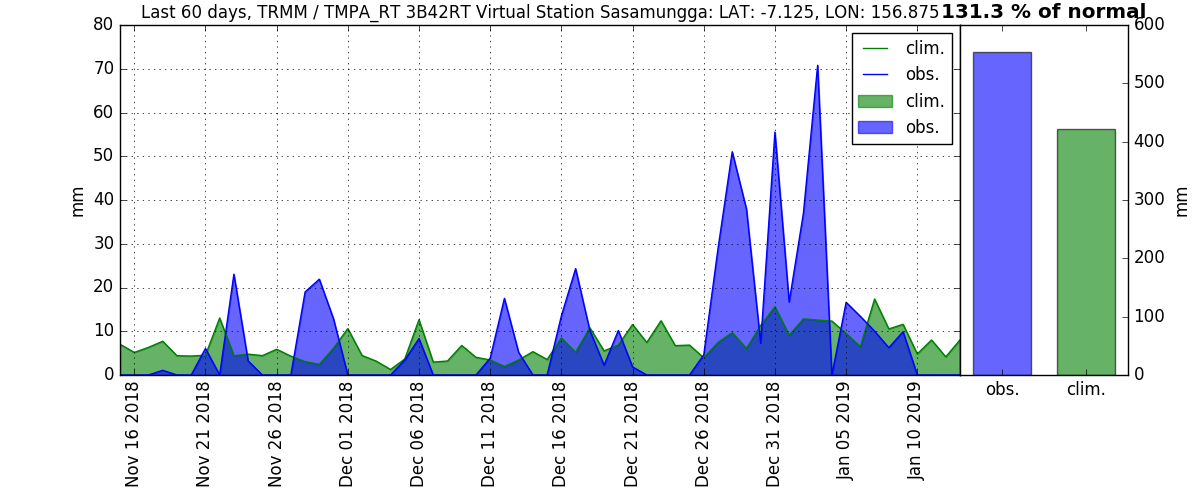 Last 60 days, TRMM / TMPA_RT 3B42RT Virtual Station Sasamungga: LAT: -7.125, LON: 156.875
131.3 % of normal
80
70
60
50
40
30
20
10
0
mm
clim.
obs.
clim.
obs.
Nov 16 2018
Nov 21 2018
Nov 26 2018
Dec 01 2018
Dec 06 2018
Dec 11 2018
Dec 16 2018
Dec 21 2018
Dec 26 2018
Dec 31 2018
Jan 05 2019
Jan 10 2019
600
500
400
300
200
100
0
mm
obs.
clim.